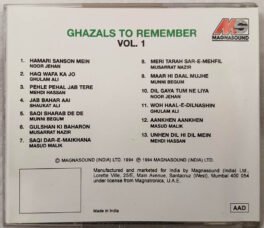 GHAZALS TO REMEMBER
VOL. 1
MAGNASOUND
1. HAMARI SANSON MEIN
NOOR JEHAN
2. HAQ WAFA KA JO
GHULAM ALI
3. PEHLE PEHAL JAB TERE
MEHDI HASSAN
4. JAB BAHAR AAI
SHAUKAT ALI
5. SAQI SHARAB DE DE
MUNNI BEGUM
6. GULSHAN KI BAHARON
MUSARRAT NAZIR
7. SAQI DAR-E-MAIKHANA
MASUD MALIK
8. MERI TARAH SAR-E-MEHFIL
MUSARRAT NAZIR
9. MAAR HI DAAL MUJHE
MUNNI BEGUM
10. DIL GAYA TUM NE LIYA
NOOR JEHAN
11. WOH HAAL-E-DILNASHIN
GHULAM ALI
12. AANKHEN AANKHEN
MASUD MALIK
13. UNHEN DIL HI DIL MEIN
MEHDI HASSAN
℗ MAGNASOUND (INDIA) LTD. 1994 © 1994 MAGNASOUND (INDIA) LTD.
Manufactured and marketed for India by Magnasound (India) Ltd.,
Lorette Ville, 25/5, Main Avenue, Santacruz (West), Bombay 400 054
under license from Magnatronics, U.A.E.
Made in India
AAD